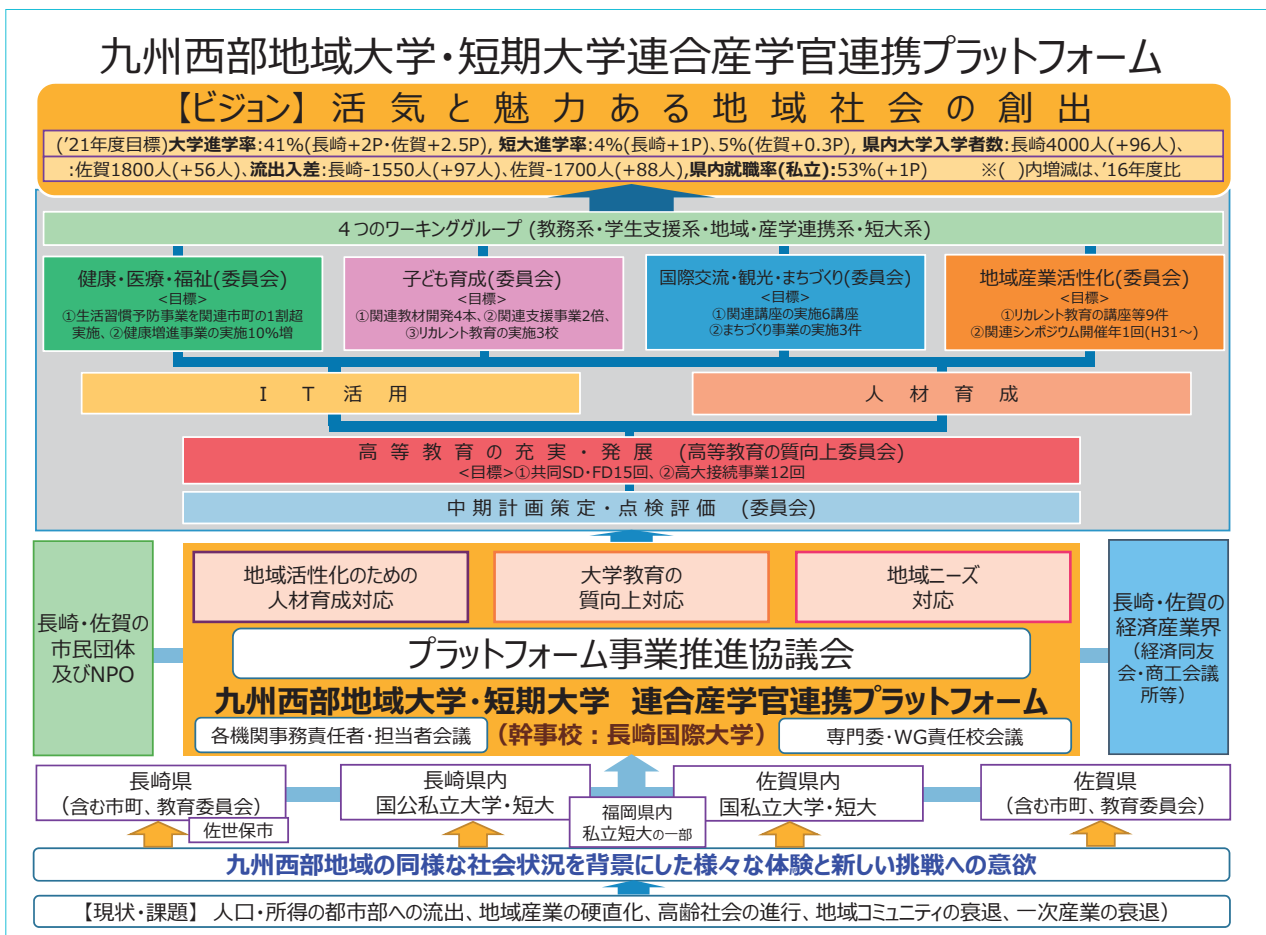 九州西部地域大学・短期大学連合産学官連携プラットフォーム
【ビジョン】 活 気 と 魅 力 あ る 地 域 社 会 の 創 出
('21年度目標)大学進学率:41%(長崎+2P・佐賀+2.5P), 短大進学率:4%(長崎+1P)、5%(佐賀+0.3P), 県内大学入学者数:長崎4000人(+96人)、
:佐賀1800人(+56人)、流出入差:長崎-1550人(+97人)、佐賀-1700人(+88人),県内就職率(私立):53%(+1P) ※( )内増減は、'16年度比
４つのワーキンググループ (教務系・学生支援系・地域・産学連携系・短大系)
健康・医療・福祉(委員会)
<目標>
①生活習慣予防事業を関連市町の1割超
実施、②健康増進事業の実施10%増
子ども育成(委員会)
<目標>
①関連教材開発4本、②関連支援事業2倍、
③リカレント教育の実施3校
国際交流・観光・まちづくり(委員会)
<目標>
①関連講座の実施6講座
②まちづくり事業の実施3件
地域産業活性化(委員会)
<目標>
①リカレント教育の講座等9件
②関連シンポジウム開催年1回(H31～)
Ｉ Ｔ 活 用
人 材 育 成
高 等 教 育 の 充 実 ・ 発 展 (高等教育の質向上委員会)
<目標>①共同SD・FD15回、②高大接続事業12回
中 期 計 画 策 定 ・ 点 検 評 価 (委員会)
長崎・佐賀の
市民団体
及びNPO
地域活性化のための
人材育成対応
大学教育の
質向上対応
地域ニーズ
対応
プラットフォーム事業推進協議会
九州西部地域大学・短期大学 連合産学官連携プラットフォーム
各機関事務責任者・担当者会議
(幹事校：長崎国際大学)
専門委・WG責任校会議
長崎・佐賀の
経済産業界
(経済同友
会・商工会議
所等)
長崎県
(含む市町、教育委員会)
佐世保市
長崎県内
国公私立大学・短大
福岡県内
私立短大の一部
佐賀県内
国私立大学・短大
佐賀県
(含む市町、教育委員会)
九州西部地域の同様な社会状況を背景にした様々な体験と新しい挑戦への意欲
【現状・課題】 人口・所得の都市部への流出、地域産業の硬直化、高齢社会の進行、地域コミュニティの衰退、一次産業の衰退)